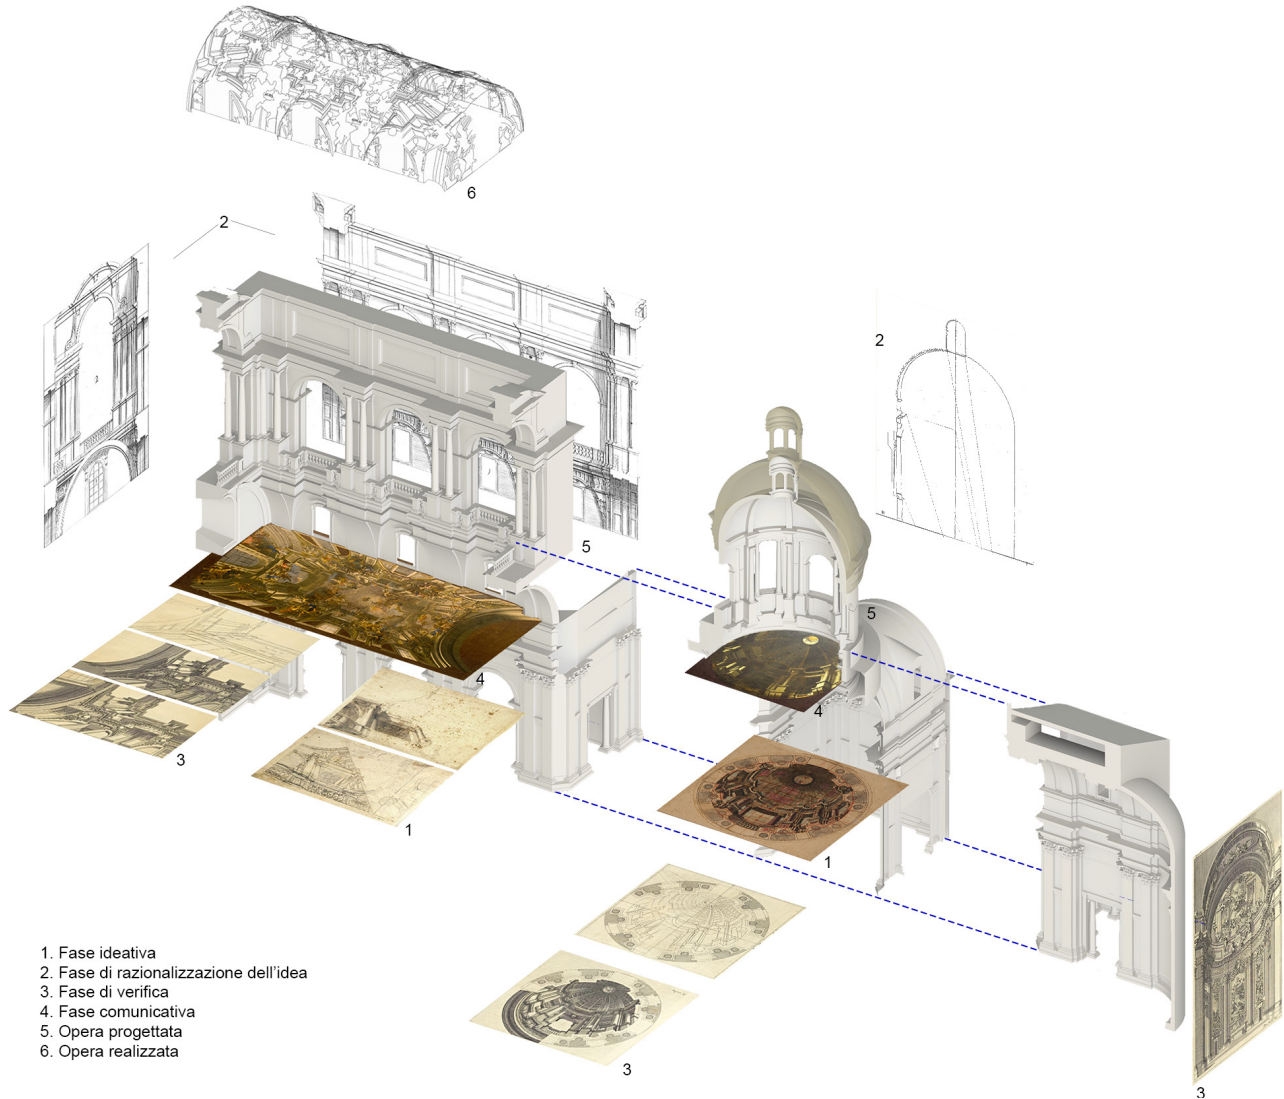 6
2
2
5
5
4
4
3
1
1
3
3
1. Fase ideativa
2. Fase di razionalizzazione dell'idea
3. Fase di verifica
4. Fase comunicativa
5. Opera progettata
6. Opera realizzata